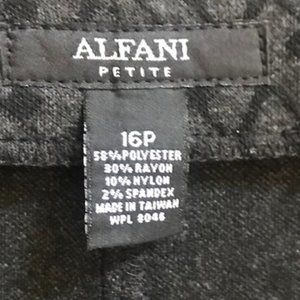 ALFANI
PETITE
16P
58% POLYESTER
30% RAYON
10% NYLON
2% SPANDEX
MADE IN TAIWAN
WPL 8046